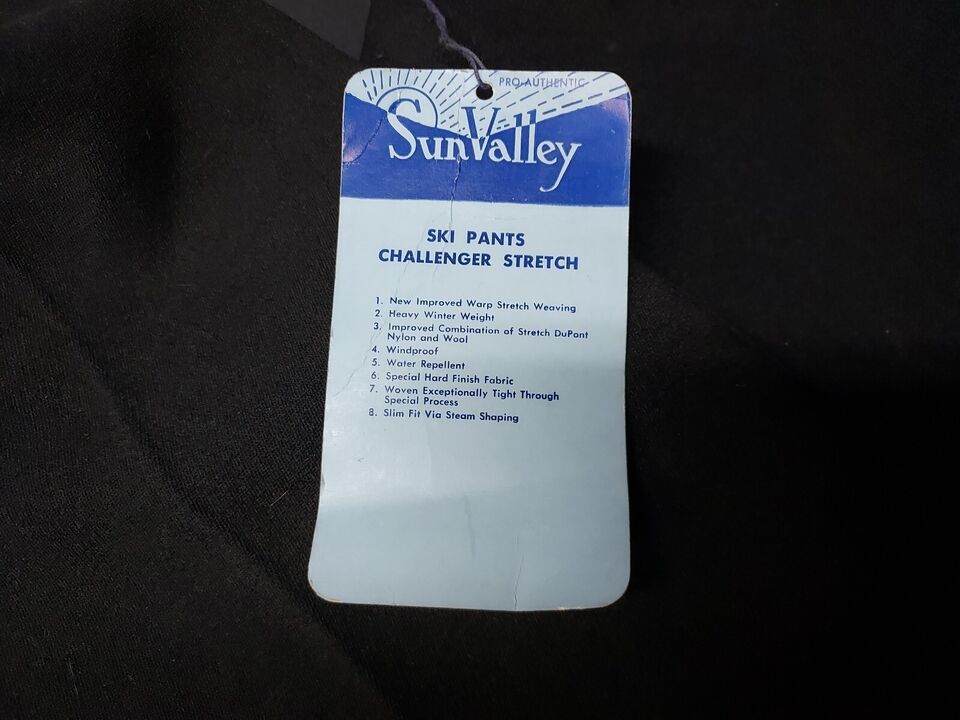 PRO-AUTHENTIC
SunValley
SKI PANTS
CHALLENGER STRETCH
1. New Improved Warp Stretch Weaving
2. Heavy Winter Weight
3. Improved Combination of Stretch DuPont
Nylon and Wool
4. Windproof
5. Water Repellent
6. Special Hard Finish Fabric
7. Woven Exceptionally Tight Through
Special Process
8. Slim Fit Via Steam Shaping